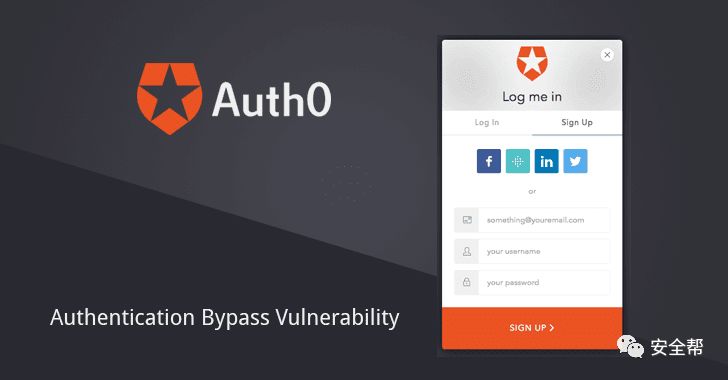 Auth0
Authentication Bypass Vulnerability
Log me in
Log In
Sign Up
f
in
or
something@youremail.com
your username
your password
SIGN UP >
安全帮